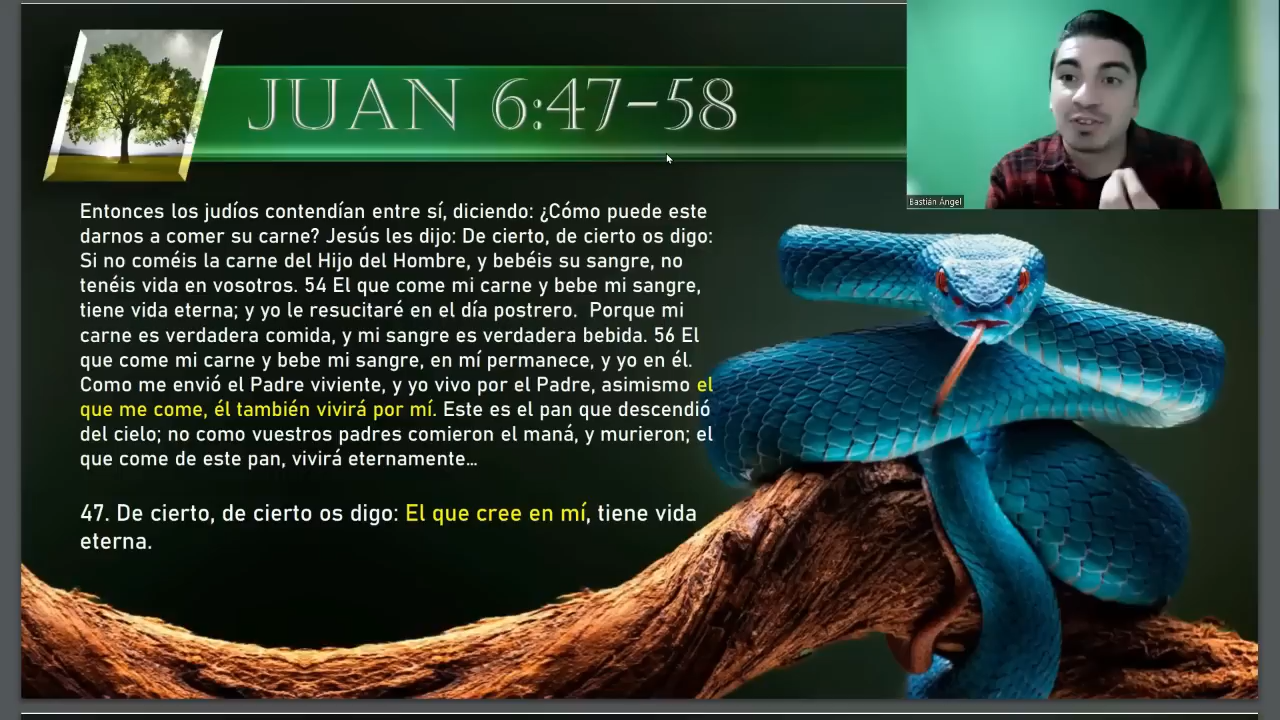 JUAN 6:47-58
Bastián Angel
Entonces los judíos contendían entre sí, diciendo: ¿Cómo puede este
darnos a comer su carne? Jesús les dijo: De cierto, de cierto os digo:
Si no coméis la carne del Hijo del Hombre, y bebéis su sangre, no
tenéis vida en vosotros. 54 El que come mi carne y bebe mi sangre,
tiene vida eterna; y yo le resucitaré en el día postrero.  Porque mi
carne es verdadera comida, y mi sangre es verdadera bebida. 56 El
que come mi carne y bebe mi sangre, en mí permanece, y yo en él.
Como me envió el Padre viviente, y yo vivo por el Padre, asimismo el
que me come, él también vivirá por mí. Este es el pan que descendió
del cielo; no como vuestros padres comieron el maná, y murieron; el
que come de este pan, vivirá eternamente...
47. De cierto, de cierto os digo: El que cree en mí, tiene vida
eterna.